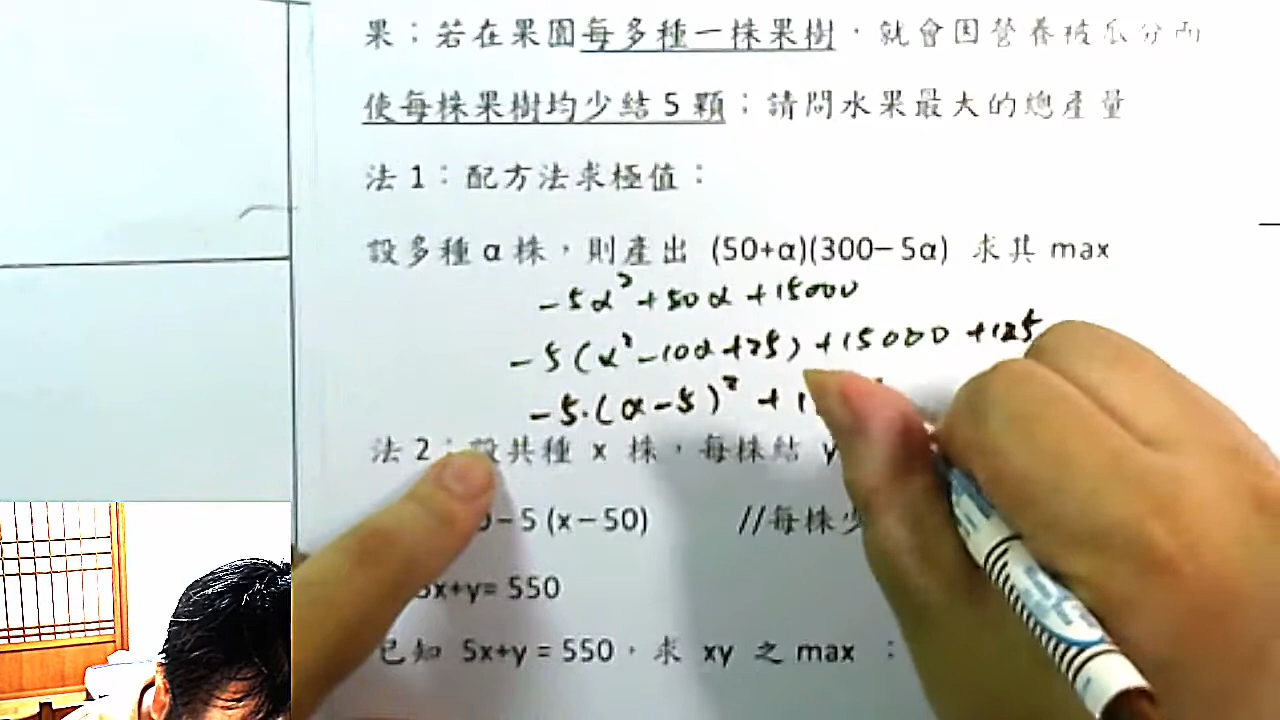 果；若在果園每多種一株果樹，就會因營養被瓜分而
使每株果樹均少結 5 顆；請問水果最大的總產量
法 1：配方法求極值：
設多種 α 株，則產出 (50+α)(300– 5α) 求其 max
-5α²+50α+15000
-5(α²-10α+25)+15000+125
-5·(α-5)²+1
法 2：設共種 x 株，每株結 y
– 5 (x – 50) //每株少
x+y= 550
已知 5x+y = 550，求 xy 之 max：